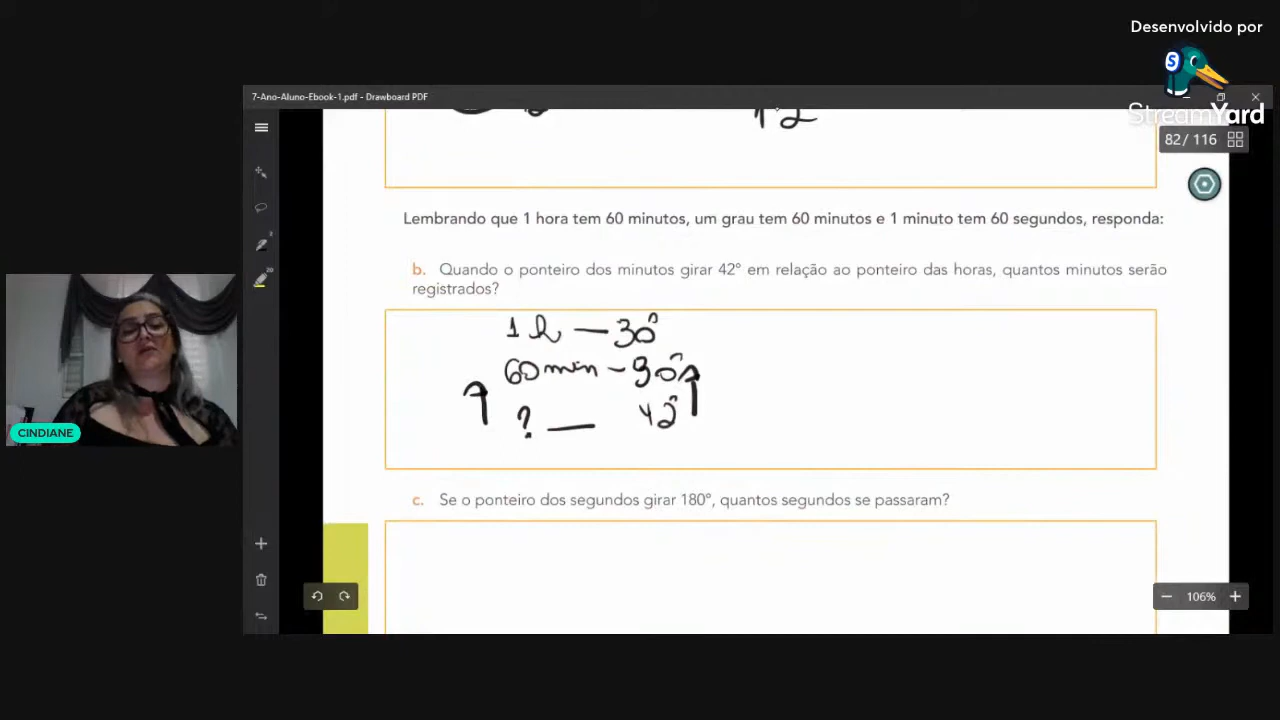 Desenvolvido por
StreamYard
7-Ano-Aluno-Ebook-1.pdf - Drawboard PDF
82 / 116
Lembrando que 1 hora tem 60 minutos, um grau tem 60 minutos e 1 minuto tem 60 segundos, responda:
b. Quando o ponteiro dos minutos girar 42° em relação ao ponteiro das horas, quantos minutos serão
registrados?
1 h — 30°
60 min — 30°
? — 42°
CINDIANE
c. Se o ponteiro dos segundos girar 180°, quantos segundos se passaram?
106%